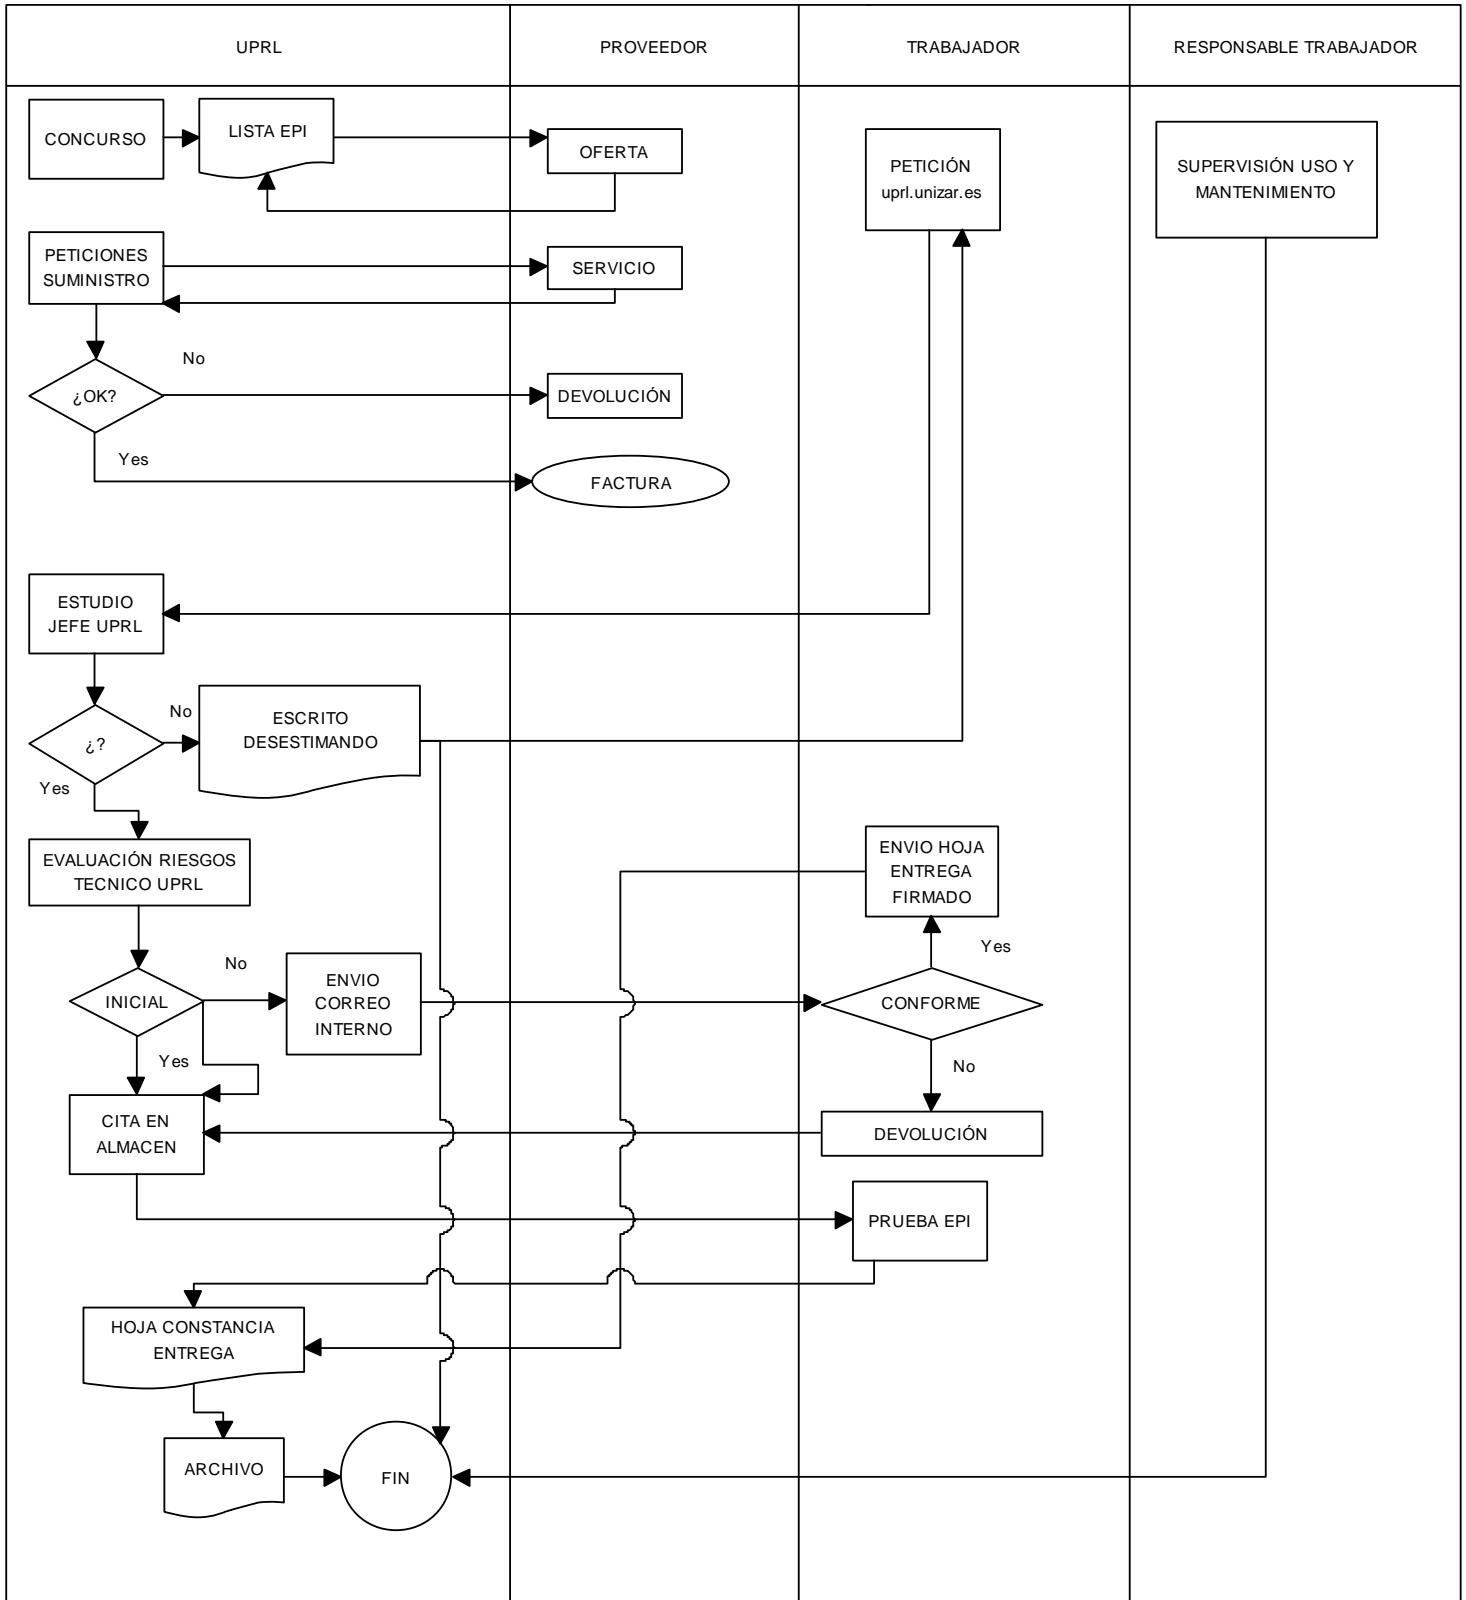 UPRL
PROVEEDOR
TRABAJADOR
RESPONSABLE TRABAJADOR
CONCURSO
LISTA EPI
OFERTA
PETICIÓN
uprl.unizar.es
SUPERVISIÓN USO Y
MANTENIMIENTO
PETICIONES
SUMINISTRO
SERVICIO
No
¿OK?
DEVOLUCIÓN
Yes
FACTURA
ESTUDIO
JEFE UPRL
No
¿?
ESCRITO
DESESTIMANDO
Yes
EVALUACIÓN RIESGOS
TECNICO UPRL
ENVIO HOJA
ENTREGA
FIRMADO
Yes
No
INICIAL
ENVIO
CORREO
INTERNO
CONFORME
Yes
No
CITA EN
ALMACEN
DEVOLUCIÓN
PRUEBA EPI
HOJA CONSTANCIA
ENTREGA
ARCHIVO
FIN